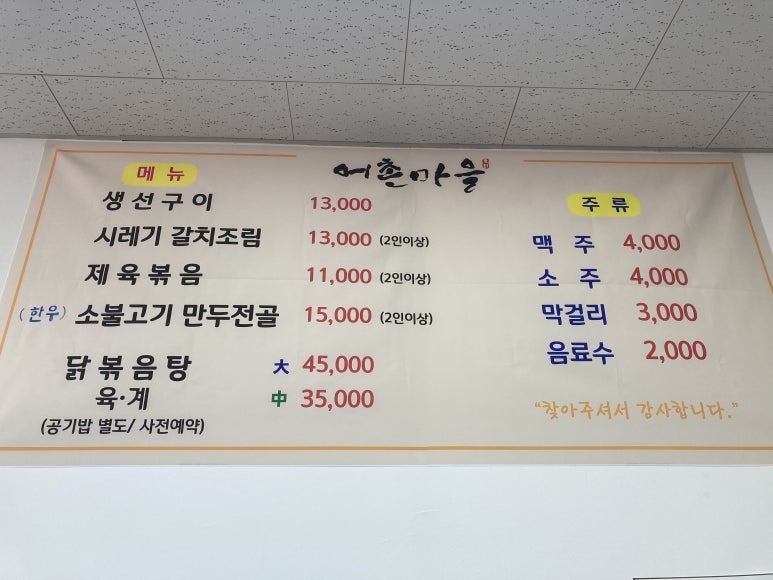 어촌마을
메뉴
생선구이 13,000
시레기 갈치조림 13,000 (2인이상)
제육볶음 11,000 (2인이상)
(한우) 소불고기 만두전골 15,000 (2인이상)
닭볶음탕 大 45,000
육·계 中 35,000
(공기밥 별도/ 사전예약)
주류
맥주 4,000
소주 4,000
막걸리 3,000
음료수 2,000
“찾아주셔서 감사합니다.”